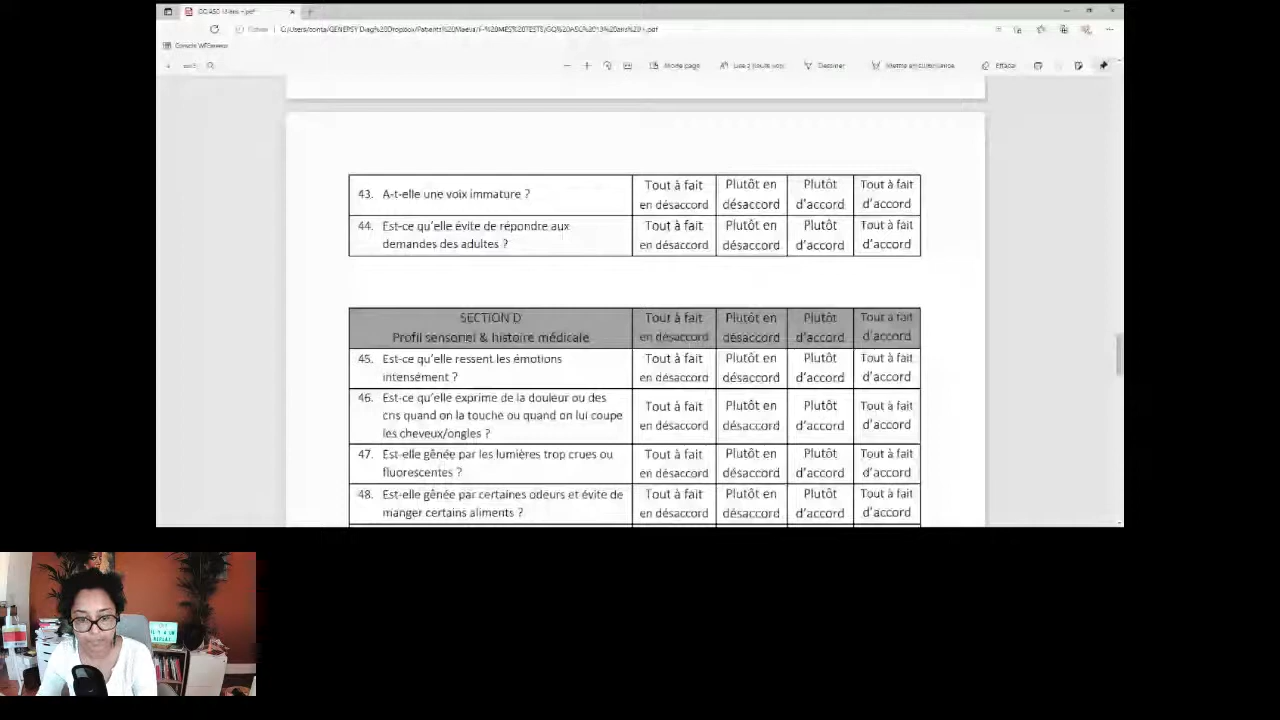 43. A-t-elle une voix immature ? Tout à fait en désaccord Plutôt en désaccord Plutôt d'accord Tout à fait d'accord
44. Est-ce qu'elle évite de répondre aux demandes des adultes ? Tout à fait en désaccord Plutôt en désaccord Plutôt d'accord Tout à fait d'accord
SECTION D
Profil sensoriel & histoire médicale Tout à fait en désaccord Plutôt en désaccord Plutôt d'accord Tout à fait d'accord
45. Est-ce qu'elle ressent les émotions intensément ? Tout à fait en désaccord Plutôt en désaccord Plutôt d'accord Tout à fait d'accord
46. Est-ce qu'elle exprime de la douleur ou des cris quand on la touche ou quand on lui coupe les cheveux/ongles ? Tout à fait en désaccord Plutôt en désaccord Plutôt d'accord Tout à fait d'accord
47. Est-elle gênée par les lumières trop crues ou fluorescentes ? Tout à fait en désaccord Plutôt en désaccord Plutôt d'accord Tout à fait d'accord
48. Est-elle gênée par certaines odeurs et évite de manger certains aliments ? Tout à fait en désaccord Plutôt en désaccord Plutôt d'accord Tout à fait d'accord